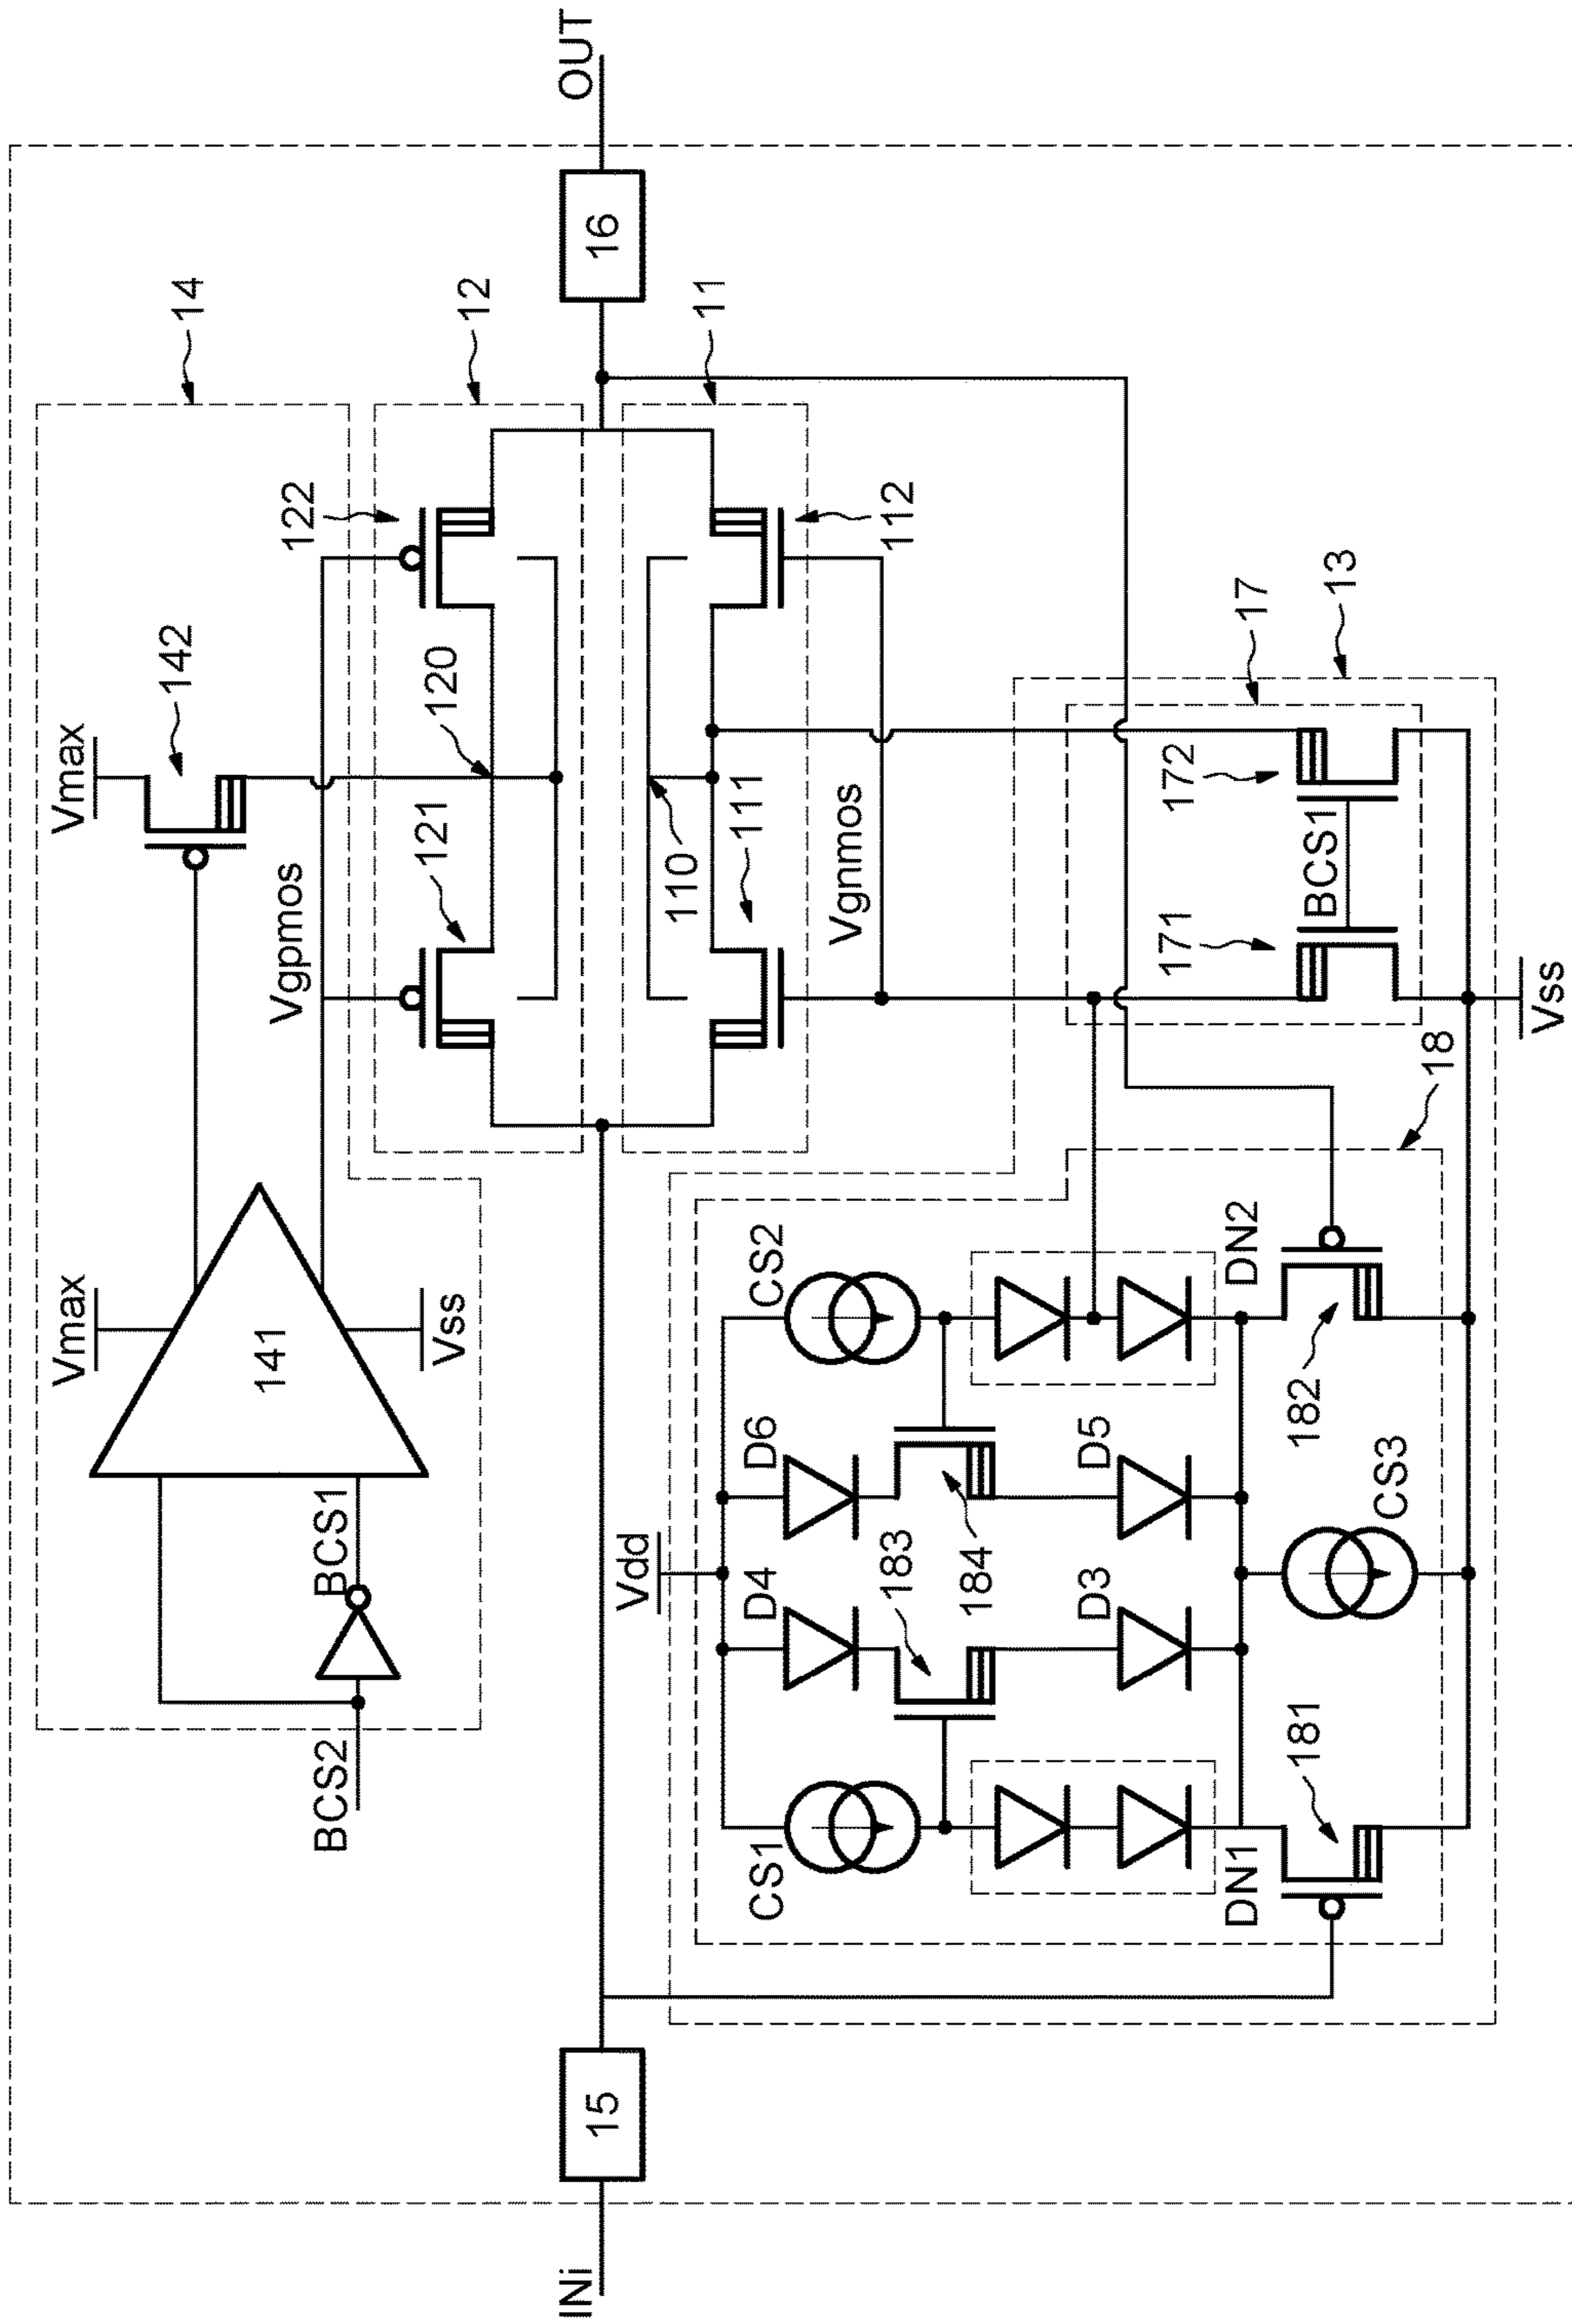 Vmax
142
14
Vmax
141
Vss
BCS1
BCS2
Vgpmos
122
12
121
120
110
111
11
112
Vgnmos
INi
15
16
OUT
Vdd
CS1
D4
D6
CS2
183
184
D3
D5
DN1
DN2
181
CS3
182
18
171
BCS1
172
17
13
Vss